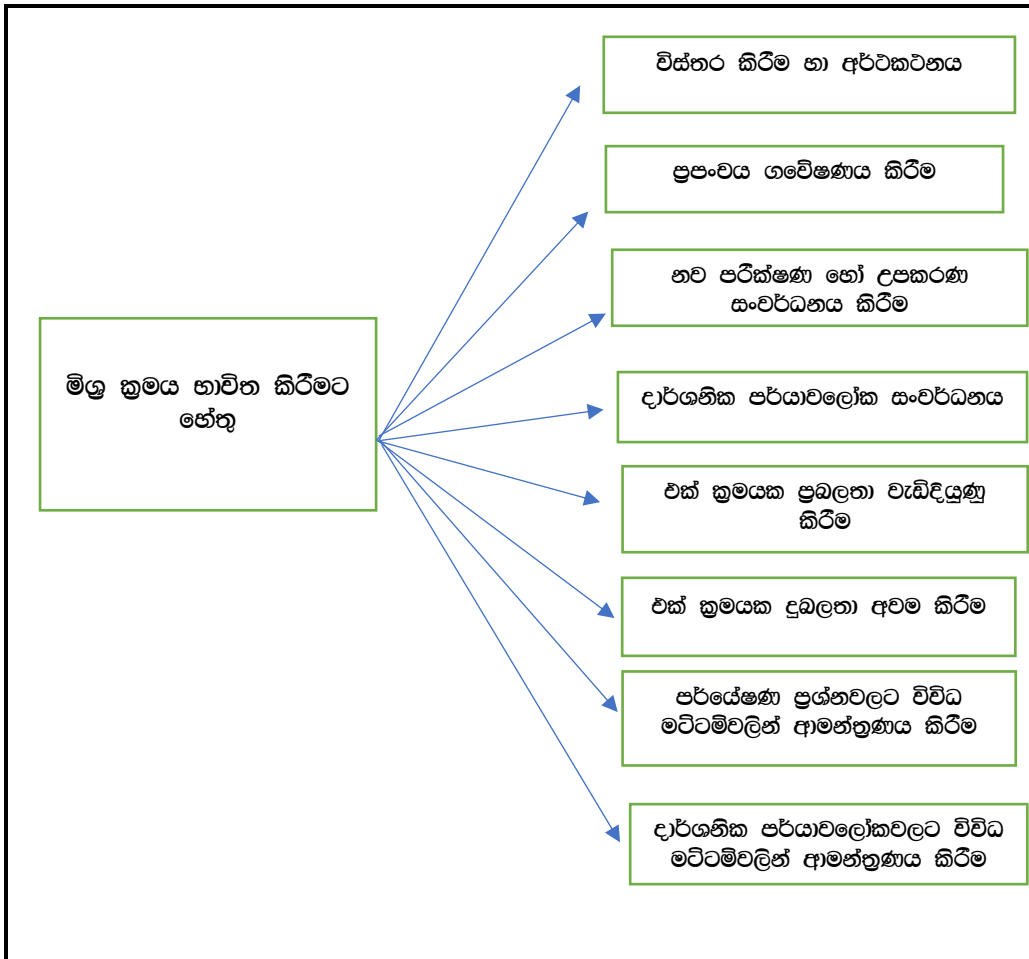 විස්තර කිරීම හා අර්ථකථනය
ප්‍රපංචය ගවේෂණය කිරීම
නව පරීක්ෂණ හෝ උපකරණ
සංවර්ධනය කිරීම
මිශ්‍ර ක්‍රමය භාවිත කිරීමට
හේතු
දාර්ශනික පර්යාවලෝක සංවර්ධනය
එක් ක්‍රමයක ප්‍රබලතා වැඩිදියුණු
කිරීම
එක් ක්‍රමයක දුබලතා අවම කිරීම
පර්යේෂණ ප්‍රශ්නවලට විවිධ
මට්ටම්වලින් ආමන්ත්‍රණය කිරීම
දාර්ශනික පර්යාවලෝකවලට විවිධ
මට්ටම්වලින් ආමන්ත්‍රණය කිරීම